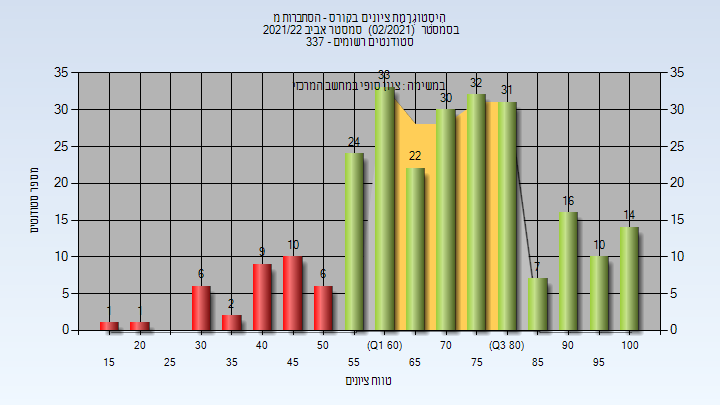 היסטוגרמת ציונים בקורס - הסתברות מ
בסמסטר (02/2021) סמסטר אביב 2021/22
סטודנטים רשומים - 337
במשימה : ציון סופי במחשב המרכזי
מספר סטודנטים
35 30 25 20 15 10 5 0
1 1 6 2 9 10 6 24 33 22 30 32 31 7 16 10 14
35 30 25 20 15 10 5 0
20 30 40 50 (Q1 60) 70 (Q3 80) 90 100
15 25 35 45 55 65 75 85 95
טווח ציונים